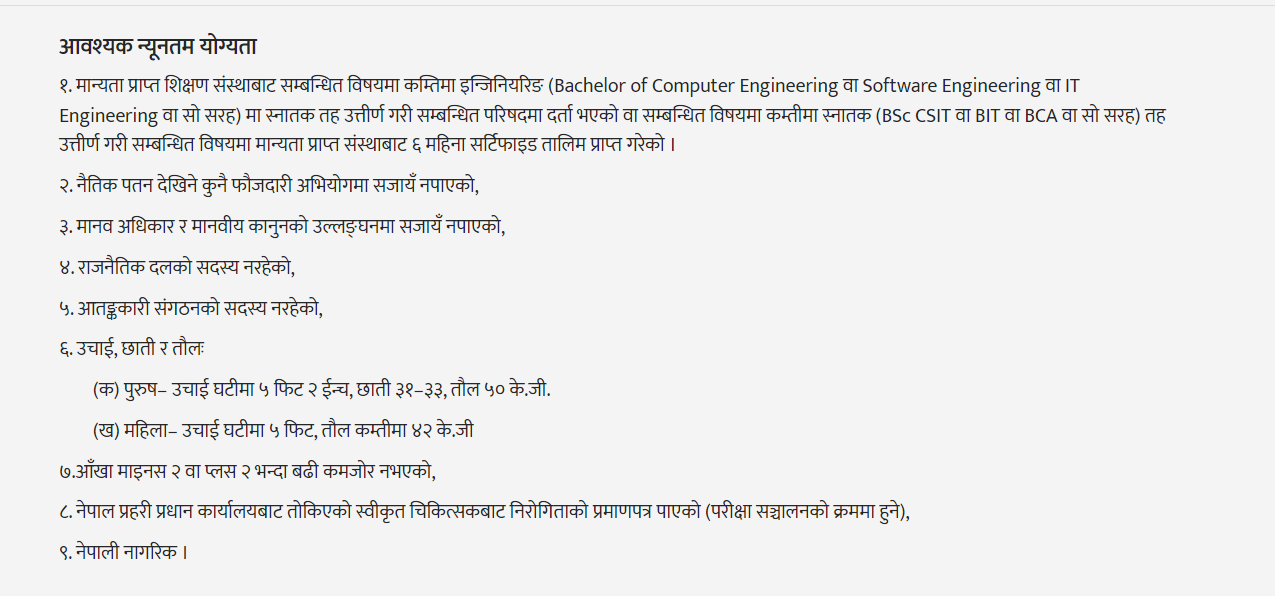 आवश्यक न्यूनतम योग्यता
१. मान्यता प्राप्त शिक्षण संस्थाबाट सम्बन्धित विषयमा कम्तिमा इन्जिनियरिङ (Bachelor of Computer Engineering वा Software Engineering वा IT
Engineering वा सो सरह) मा स्नातक तह उत्तीर्ण गरी सम्बन्धित परिषदमा दर्ता भएको वा सम्बन्धित विषयमा कम्तीमा स्नातक (BSc CSIT वा BIT वा BCA वा सो सरह) तह
उत्तीर्ण गरी सम्बन्धित विषयमा मान्यता प्राप्त संस्थाबाट ६ महिना सर्टिफाइड तालिम प्राप्त गरेको ।
२. नैतिक पतन देखिने कुनै फौजदारी अभियोगमा सजायँ नपाएको,
३. मानव अधिकार र मानवीय कानुनको उल्लङ्घनमा सजायँ नपाएको,
४. राजनैतिक दलको सदस्य नरहेको,
५. आतङ्ककारी संगठनको सदस्य नरहेको,
६. उचाई, छाती र तौलः
(क) पुरुष– उचाई घटीमा ५ फिट २ ईन्च, छाती ३१–३३, तौल ५० के.जी.
(ख) महिला– उचाई घटीमा ५ फिट, तौल कम्तीमा ४२ के.जी
७.आँखा माइनस २ वा प्लस २ भन्दा बढी कमजोर नभएको,
८. नेपाल प्रहरी प्रधान कार्यालयबाट तोकिएको स्वीकृत चिकित्सकबाट निरोगिताको प्रमाणपत्र पाएको (परीक्षा सञ्चालनको क्रममा हुने),
९. नेपाली नागरिक ।